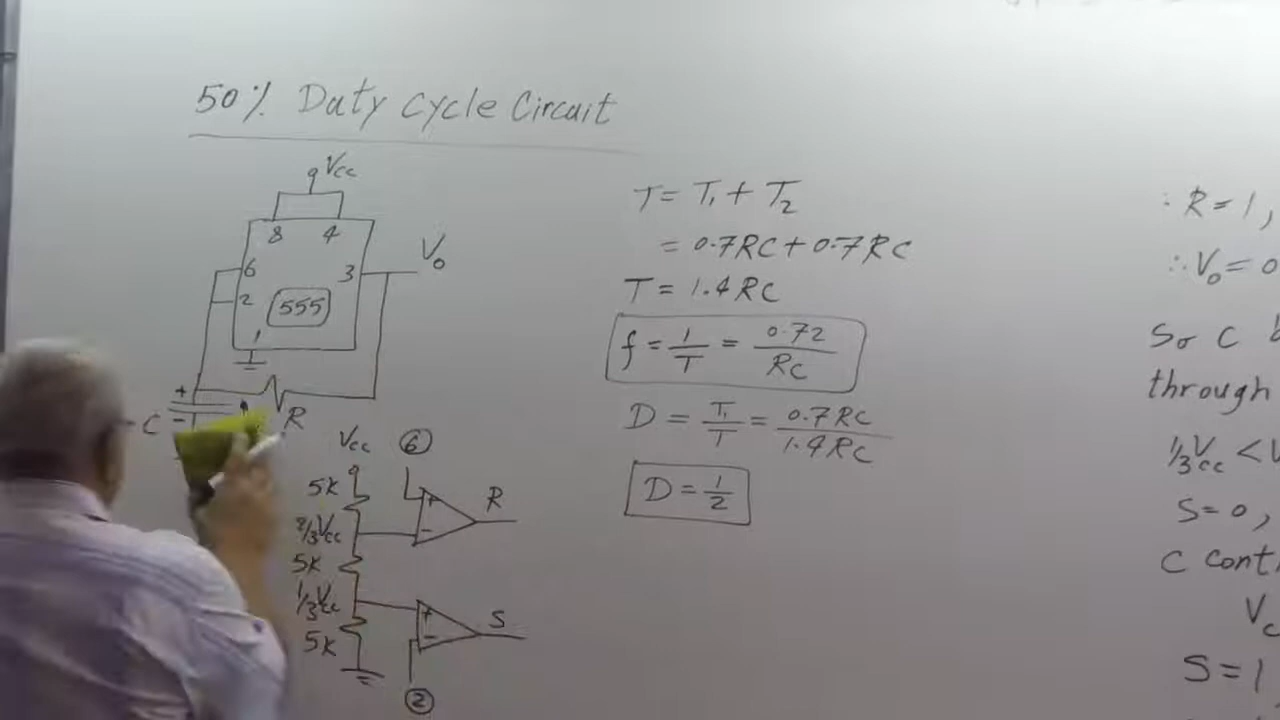 50% Duty Cycle Circuit
Vcc
8 4
6 3 Vo
2 555
1
+
- C R
Vcc 6
5K + R
2/3Vcc -
5K
1/3Vcc + S
5K -
2
T = T1 + T2
= 0.7RC + 0.7RC
T = 1.4RC
f = 1/T = 0.72/RC
D = T1/T = 0.7RC/1.4RC
D = 1/2
∴ R = 1,
∴ Vo = 0
So C
through
1/3Vcc <
S = 0,
C cont
Vc
S = 1